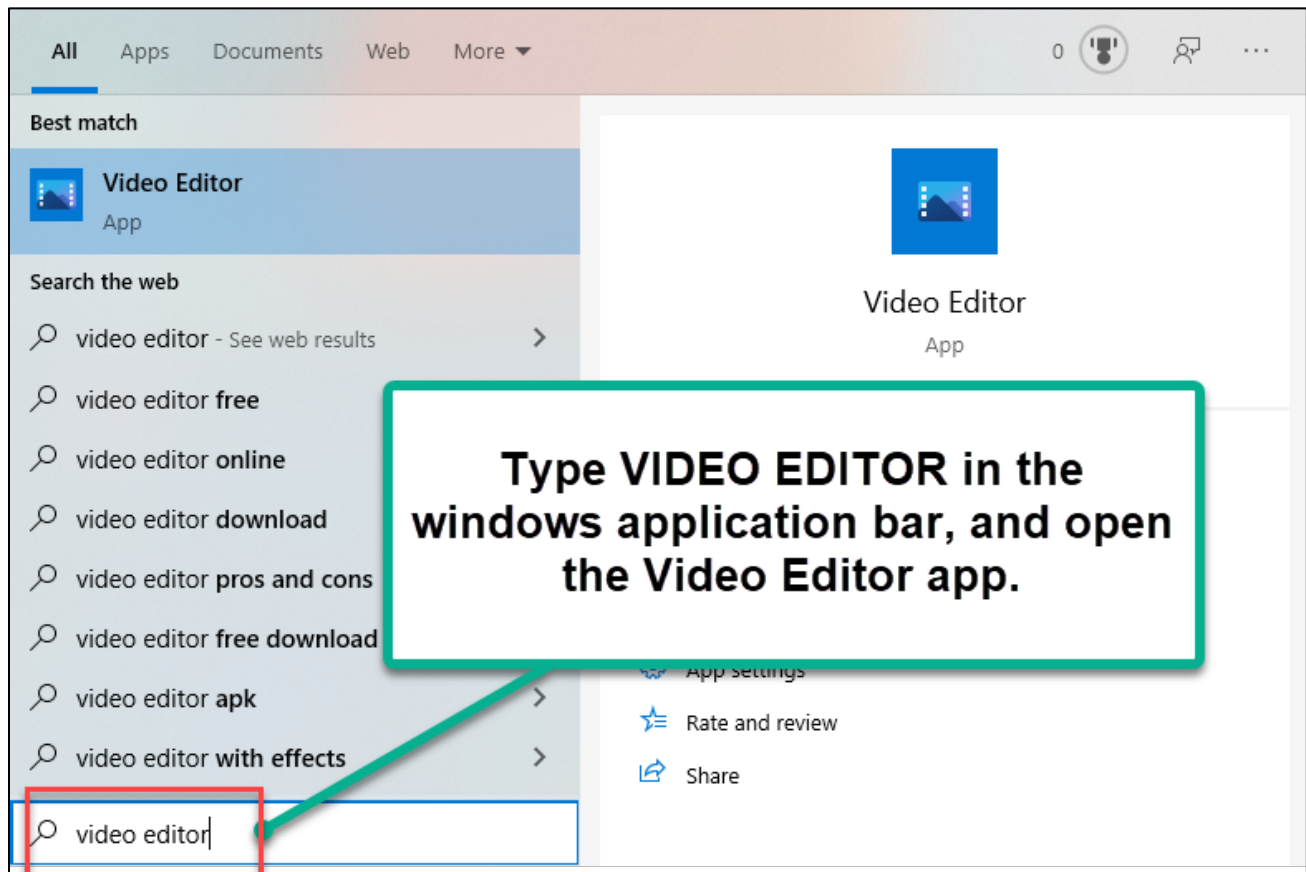 All Apps Documents Web More 0
Best match
Video Editor
App
Search the web
video editor - See web results
video editor free
video editor online
video editor download
video editor pros and cons
video editor free download
video editor apk
video editor with effects
video editor
Video Editor
App
Type VIDEO EDITOR in the
windows application bar, and open
the Video Editor app.
App settings
Rate and review
Share